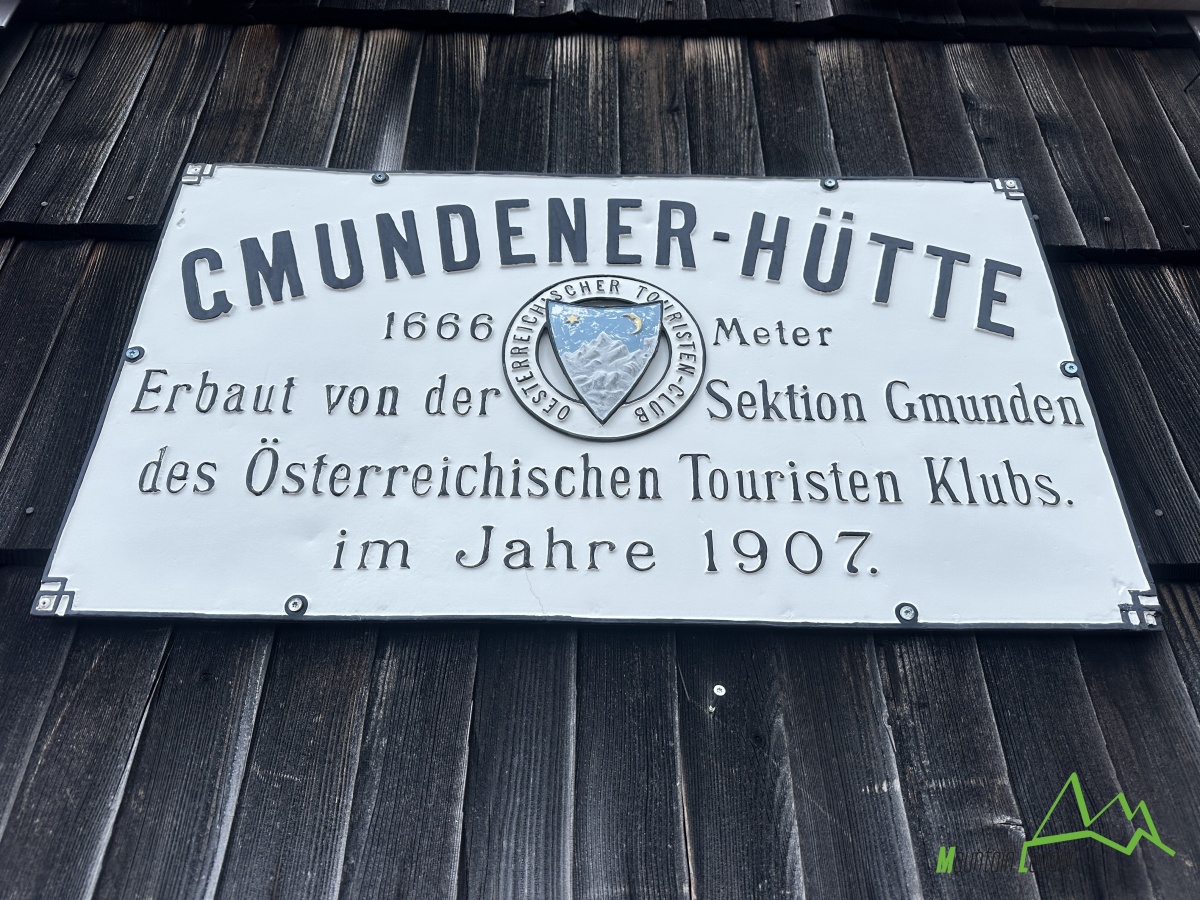 GMUNDENER-HÜTTE
1666 Meter
OESTERREICHISCHER TOURISTEN-CLUB
Erbaut von der Sektion Gmunden
des Österreichischen Touristen Klubs.
im Jahre 1907.